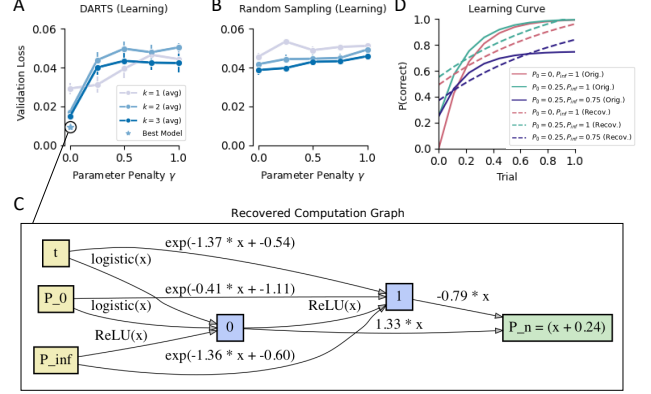 A
DARTS (Learning)
Validation Loss
0.06
0.04
0.02
0.00
0.0
0.5
1.0
Parameter Penalty γ
k = 1 (avg)
k = 2 (avg)
k = 3 (avg)
Best Model
B
Random Sampling (Learning)
0.06
0.04
0.02
0.00
0.0
0.5
1.0
Parameter Penalty γ
D
Learning Curve
P(correct)
1.0
0.8
0.6
0.4
0.2
0.0
0.0
0.2
0.4
0.6
0.8
1.0
Trial
P₀ = 0, Pᵢₙf = 1 (Orig.)
P₀ = 0.25, Pᵢₙf = 1 (Orig.)
P₀ = 0.25, Pᵢₙf = 0.75 (Orig.)
P₀ = 0, Pᵢₙf = 1 (Recov.)
P₀ = 0.25, Pᵢₙf = 1 (Recov.)
P₀ = 0.25, Pᵢₙf = 0.75 (Recov.)
C
Recovered Computation Graph
t
P_0
P_inf
exp(-1.37 * x + -0.54)
logistic(x)
exp(-0.41 * x + -1.11)
logistic(x)
ReLU(x)
ReLU(x)
exp(-1.36 * x + -0.60)
0
1
-0.79 * x
1.33 * x
P_n = (x + 0.24)